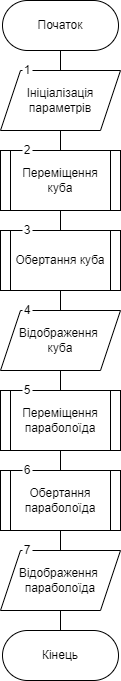 Початок
1
Ініціалізація
параметрів
2
Переміщення
куба
3
Обертання куба
4
Відображення
куба
5
Переміщення
параболоїда
6
Обертання
параболоїда
7
Відображення
параболоїда
Кінець